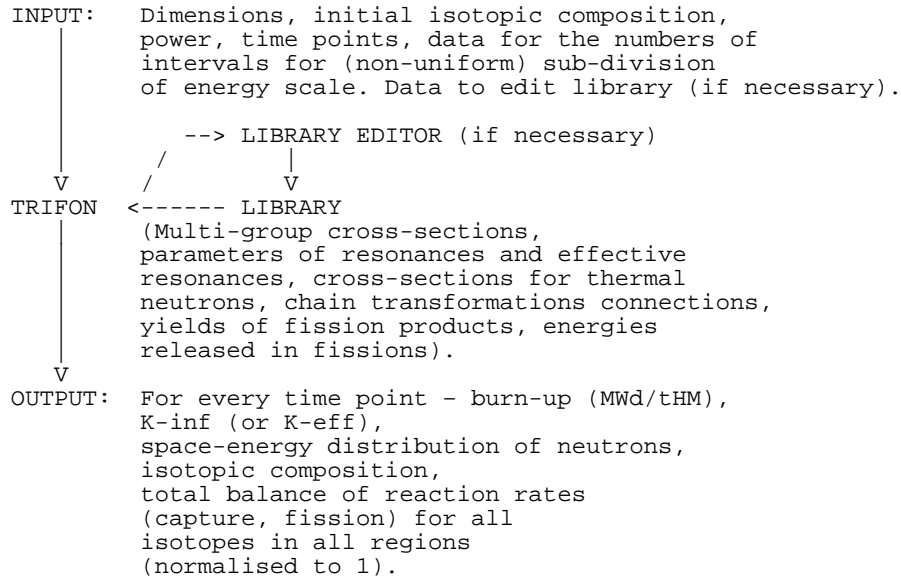 INPUT: Dimensions, initial isotopic composition,
power, time points, data for the numbers of
intervals for (non-uniform) sub-division
of energy scale. Data to edit library (if necessary).
--> LIBRARY EDITOR (if necessary)
/ |
V / V
TRIFON <------ LIBRARY
(Multi-group cross-sections,
parameters of resonances and effective
resonances, cross-sections for thermal
neutrons, chain transformations connections,
yields of fission products, energies
released in fissions).
V
OUTPUT: For every time point – burn-up (MWd/tHM),
K-inf (or K-eff),
space-energy distribution of neutrons,
isotopic composition,
total balance of reaction rates
(capture, fission) for all
isotopes in all regions
(normalised to 1).